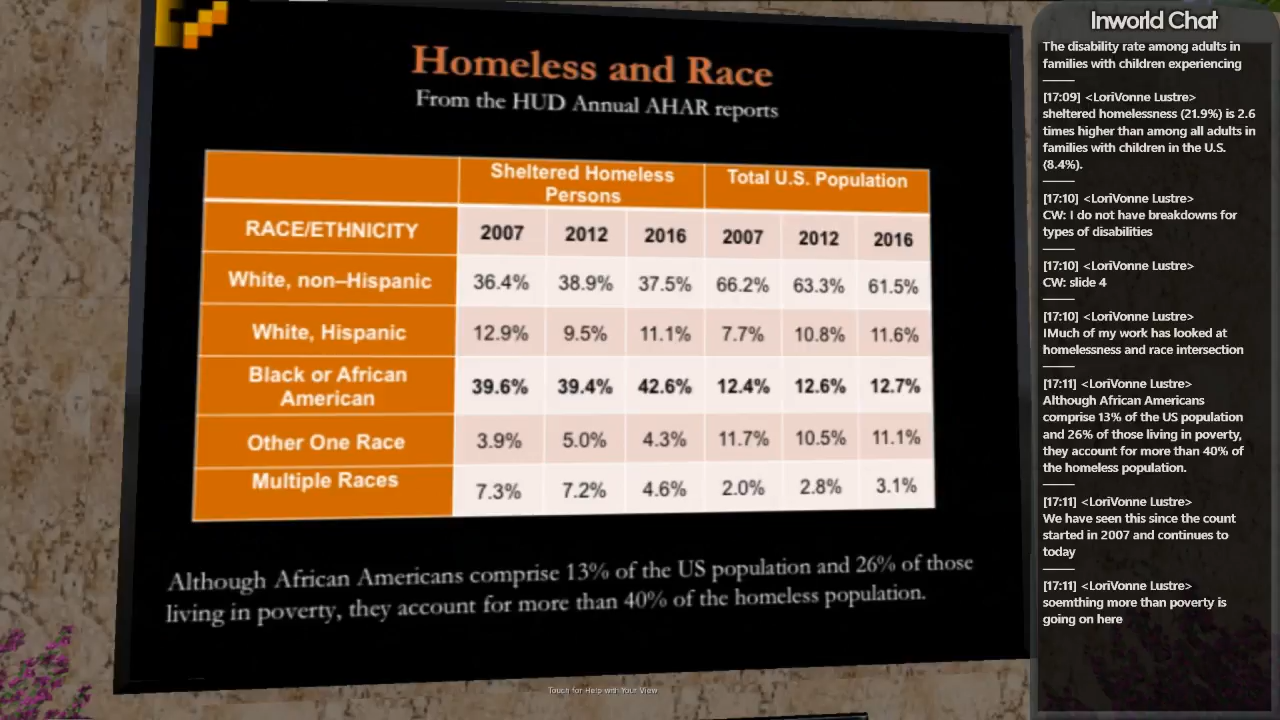 Homeless and Race
From the HUD Annual AHAR reports
Sheltered Homeless
Persons
Total U.S. Population
RACE/ETHNICITY 2007 2012 2016 2007 2012 2016
White, non–Hispanic 36.4% 38.9% 37.5% 66.2% 63.3% 61.5%
White, Hispanic 12.9% 9.5% 11.1% 7.7% 10.8% 11.6%
Black or African
American
39.6% 39.4% 42.6% 12.4% 12.6% 12.7%
Other One Race 3.9% 5.0% 4.3% 11.7% 10.5% 11.1%
Multiple Races 7.3% 7.2% 4.6% 2.0% 2.8% 3.1%
Although African Americans comprise 13% of the US population and 26% of those
living in poverty, they account for more than 40% of the homeless population.
Touch for Help with Your View
Inworld Chat
The disability rate among adults in
families with children experiencing
[17:09] <LoriVonne Lustre>
sheltered homelessness (21.9%) is 2.6
times higher than among all adults in
families with children in the U.S.
(8.4%).
[17:10] <LoriVonne Lustre>
CW: I do not have breakdowns for
types of disabilities
[17:10] <LoriVonne Lustre>
CW: slide 4
[17:10] <LoriVonne Lustre>
IMuch of my work has looked at
homelessness and race intersection
[17:11] <LoriVonne Lustre>
Although African Americans
comprise 13% of the US population
and 26% of those living in poverty,
they account for more than 40% of
the homeless population.
[17:11] <LoriVonne Lustre>
We have seen this since the count
started in 2007 and continues to
today
[17:11] <LoriVonne Lustre>
soemthing more than poverty is
going on here